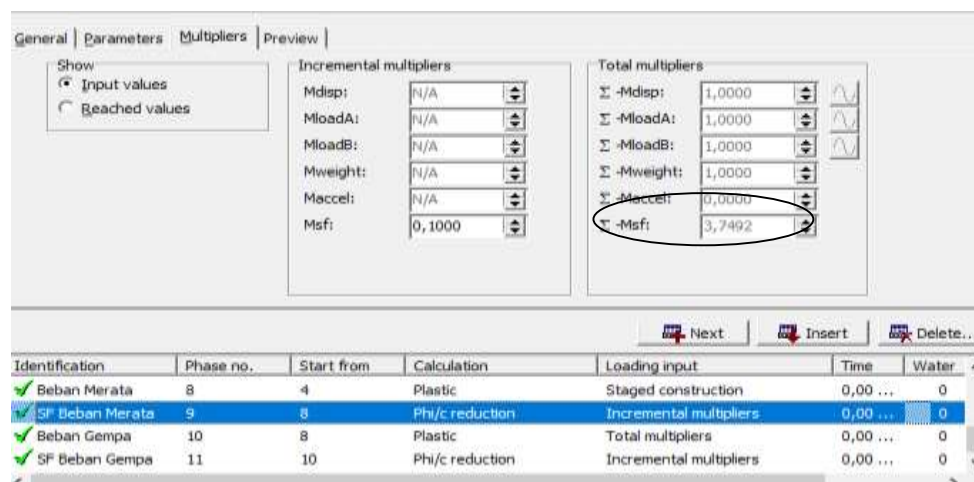 General Parameters Multipliers Preview
Show
Input values
Reached values
Incremental multipliers
Mdisp: N/A
MloadA: N/A
MloadB: N/A
Mweight: N/A
Maccel: N/A
Msf: 0,1000
Total multipliers
Σ -Mdisp: 1,0000
Σ -MloadA: 1,0000
Σ -MloadB: 1,0000
Σ -Mweight: 1,0000
Σ -Maccel: 0,0000
Σ -Msf: 3,7492
Next Insert Delete..
Identification Phase no. Start from Calculation Loading input Time Water
Beban Merata 8 4 Plastic Staged construction 0,00 ... 0
SF Beban Merata 9 8 Phi/c reduction Incremental multipliers 0,00 ... 0
Beban Gempa 10 8 Plastic Total multipliers 0,00 ... 0
SF Beban Gempa 11 10 Phi/c reduction Incremental multipliers 0,00 ... 0